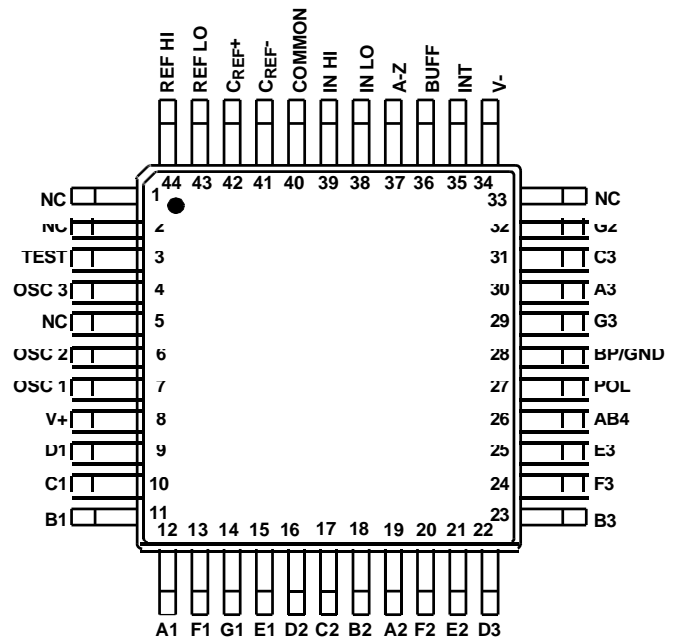 REF HI
REF LO
CREF+
CREF-
COMMON
IN HI
IN LO
A-Z
BUFF
INT
V-
44 43 42 41 40 39 38 37 36 35 34
NC 1 33 NC
NC 2 32 G2
TEST 3 31 C3
OSC 3 4 30 A3
NC 5 29 G3
OSC 2 6 28 BP/GND
OSC 1 7 27 POL
V+ 8 26 AB4
D1 9 25 E3
C1 10 24 F3
B1 11 23 B3
12 13 14 15 16 17 18 19 20 21 22
A1 F1 G1 E1 D2 C2 B2 A2 F2 E2 D3